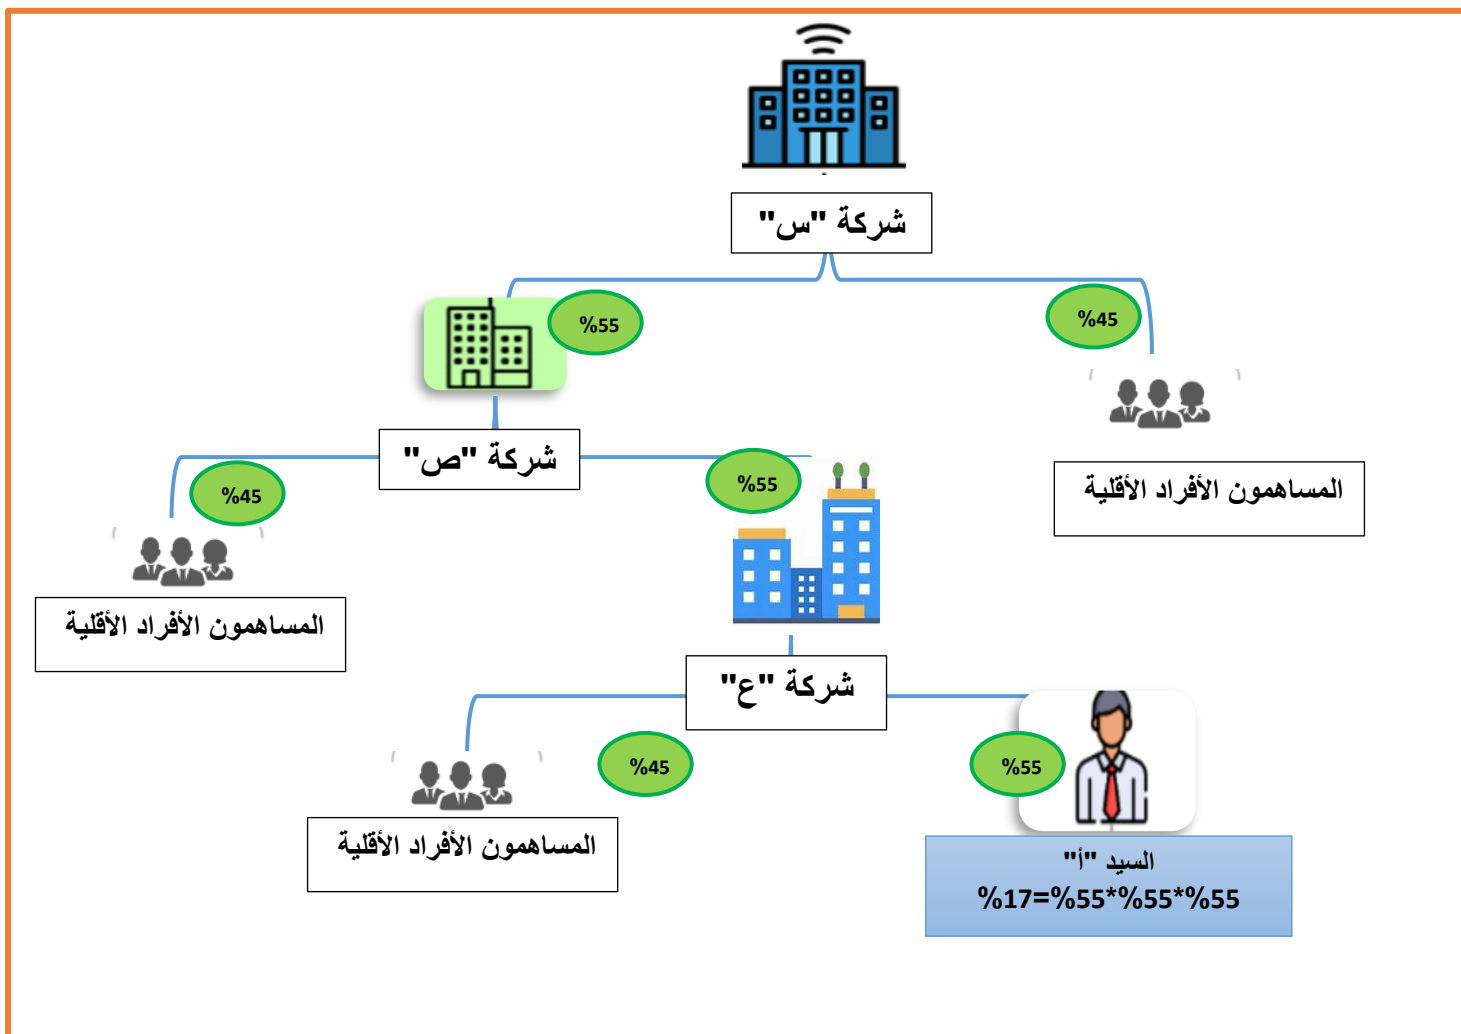 شركة "س"
%55
%45
شركة "ص"
%55
%45
المساهمون الأفراد الأقلية
المساهمون الأفراد الأقلية
شركة "ع"
%55
%45
السيد "أ"
%17=%55*%55*%55
المساهمون الأفراد الأقلية